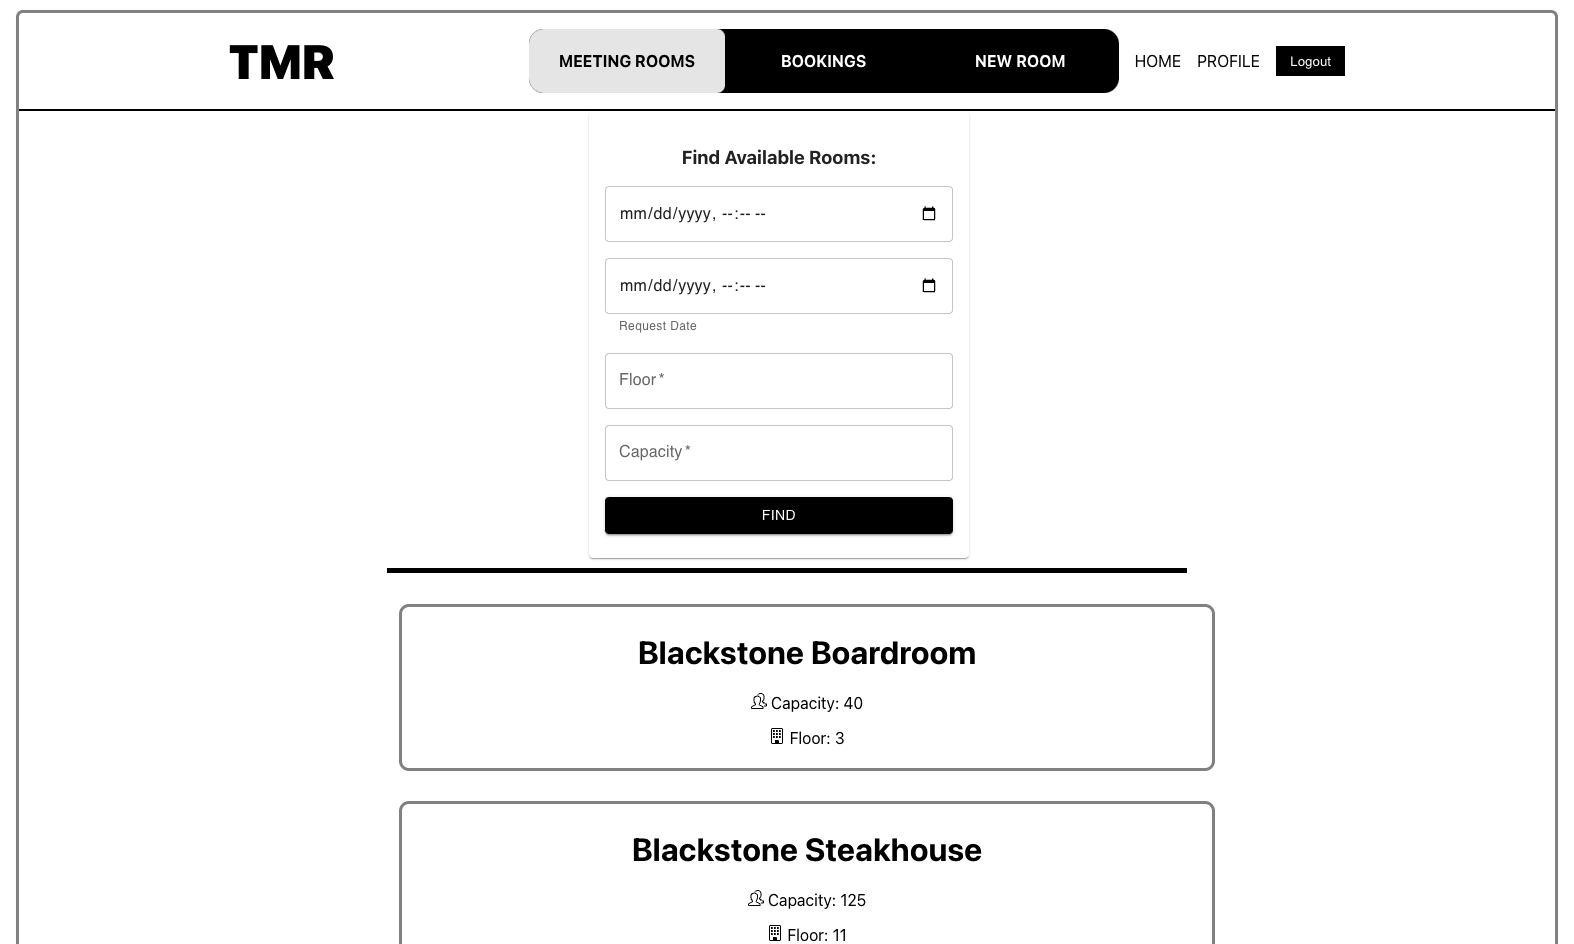 TMR
MEETING ROOMS
BOOKINGS
NEW ROOM
HOME
PROFILE
Logout
Find Available Rooms:
mm/dd/yyyy, --:-- --
mm/dd/yyyy, --:-- --
Request Date
Floor *
Capacity *
FIND
Blackstone Boardroom
Capacity: 40
Floor: 3
Blackstone Steakhouse
Capacity: 125
Floor: 11